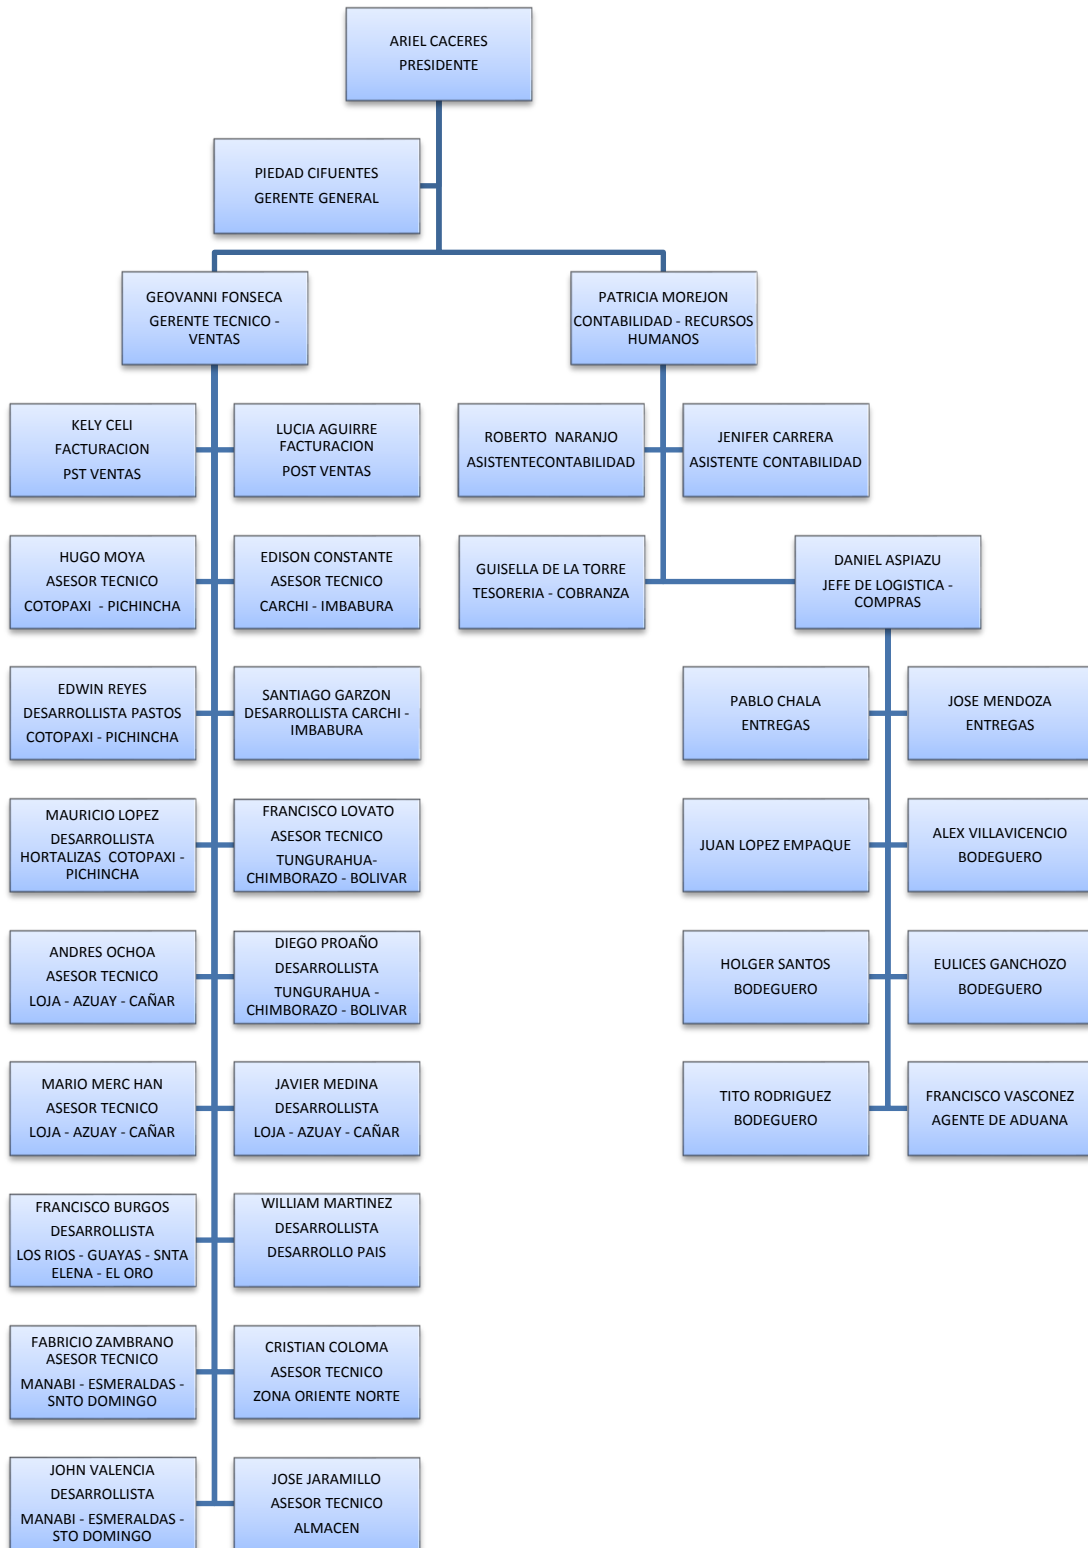 ARIEL CACERES
PRESIDENTE
PIEDAD CIFUENTES
GERENTE GENERAL
GEOVANNI FONSECA
GERENTE TECNICO -
VENTAS
PATRICIA MOREJON
CONTABILIDAD - RECURSOS
HUMANOS
KELY CELI
FACTURACION
PST VENTAS
LUCIA AGUIRRE
FACTURACION
POST VENTAS
ROBERTO  NARANJO
ASISTENTECONTABILIDAD
JENIFER CARRERA
ASISTENTE CONTABILIDAD
HUGO MOYA
ASESOR TECNICO
COTOPAXI  - PICHINCHA
EDISON CONSTANTE
ASESOR TECNICO
CARCHI - IMBABURA
GUISELLA DE LA TORRE
TESORERIA - COBRANZA
DANIEL ASPIAZU
JEFE DE LOGISTICA -
COMPRAS
EDWIN REYES
DESARROLLISTA PASTOS
COTOPAXI - PICHINCHA
SANTIAGO GARZON
DESARROLLISTA CARCHI -
IMBABURA
PABLO CHALA
ENTREGAS
JOSE MENDOZA
ENTREGAS
MAURICIO LOPEZ
DESARROLLISTA
HORTALIZAS  COTOPAXI -
PICHINCHA
FRANCISCO LOVATO
ASESOR TECNICO
TUNGURAHUA-
CHIMBORAZO - BOLIVAR
JUAN LOPEZ EMPAQUE
ALEX VILLAVICENCIO
BODEGUERO
ANDRES OCHOA
ASESOR TECNICO
LOJA - AZUAY - CAÑAR
DIEGO PROAÑO
DESARROLLISTA
TUNGURAHUA -
CHIMBORAZO - BOLIVAR
HOLGER SANTOS
BODEGUERO
EULICES GANCHOZO
BODEGUERO
MARIO MERC HAN
ASESOR TECNICO
LOJA - AZUAY - CAÑAR
JAVIER MEDINA
DESARROLLISTA
LOJA - AZUAY - CAÑAR
TITO RODRIGUEZ
BODEGUERO
FRANCISCO VASCONEZ
AGENTE DE ADUANA
FRANCISCO BURGOS
DESARROLLISTA
LOS RIOS - GUAYAS - SNTA
ELENA - EL ORO
WILLIAM MARTINEZ
DESARROLLISTA
DESARROLLO PAIS
FABRICIO ZAMBRANO
ASESOR TECNICO
MANABI - ESMERALDAS -
SNTO DOMINGO
CRISTIAN COLOMA
ASESOR TECNICO
ZONA ORIENTE NORTE
JOHN VALENCIA
DESARROLLISTA
MANABI - ESMERALDAS -
STO DOMINGO
JOSE JARAMILLO
ASESOR TECNICO
ALMACEN